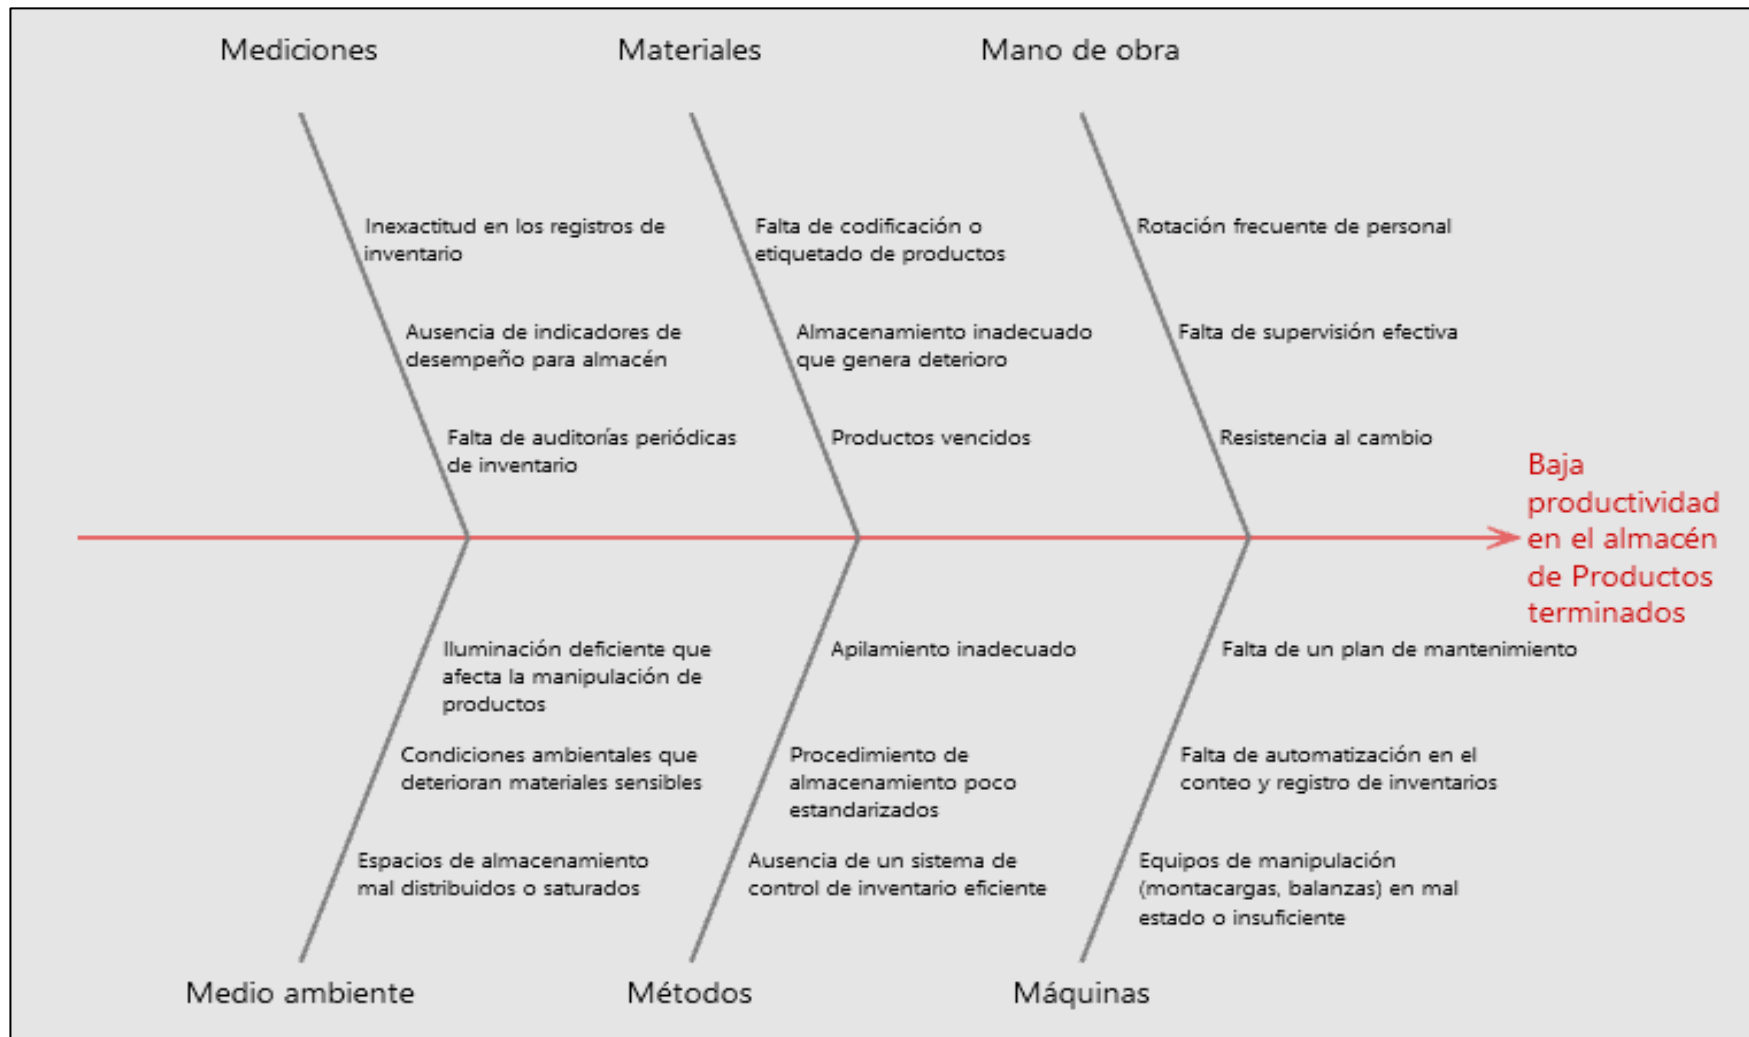 Mediciones
Materiales
Mano de obra
Inexactitud en los registros de
inventario
Ausencia de indicadores de
desempeño para almacén
Falta de auditorías periódicas
de inventario
Falta de codificación o
etiquetado de productos
Almacenamiento inadecuado
que genera deterioro
Productos vencidos
Rotación frecuente de personal
Falta de supervisión efectiva
Resistencia al cambio
Baja
productividad
en el almacén
de Productos
terminados
Iluminación deficiente que
afecta la manipulación de
productos
Condiciones ambientales que
deterioran materiales sensibles
Espacios de almacenamiento
mal distribuidos o saturados
Apilamiento inadecuado
Procedimiento de
almacenamiento poco
estandarizados
Ausencia de un sistema de
control de inventario eficiente
Falta de un plan de mantenimiento
Falta de automatización en el
conteo y registro de inventarios
Equipos de manipulación
(montacargas, balanzas) en mal
estado o insuficiente
Medio ambiente
Métodos
Máquinas